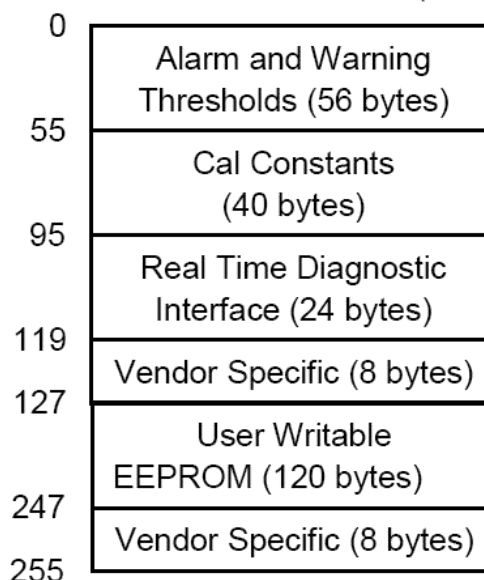 0
Alarm and Warning
Thresholds (56 bytes)
55
Cal Constants
(40 bytes)
95
Real Time Diagnostic
Interface (24 bytes)
119
Vendor Specific (8 bytes)
127
User Writable
EEPROM (120 bytes)
247
Vendor Specific (8 bytes)
255